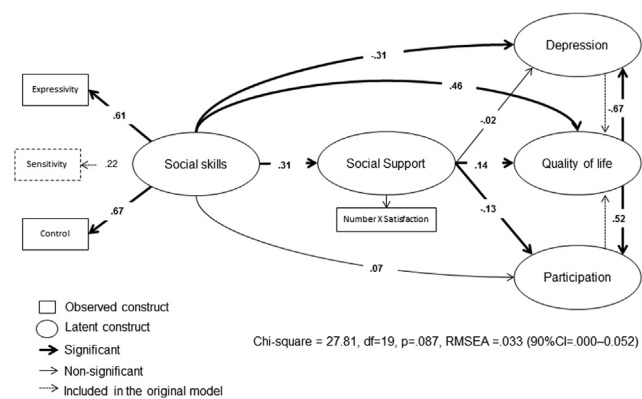 Depression
-.31
Expressivity
.46
-.67
.61
-.02
Sensitivity
.22
Social skills
.31
Social Support
.14
Quality of life
.67
Number X Satisfaction
-.13
.52
Control
.07
Participation
Observed construct
Latent construct
Significant
Non-significant
Included in the original model
Chi-square = 27.81, df=19, p=.087, RMSEA =.033 (90%CI=.000–0.052)